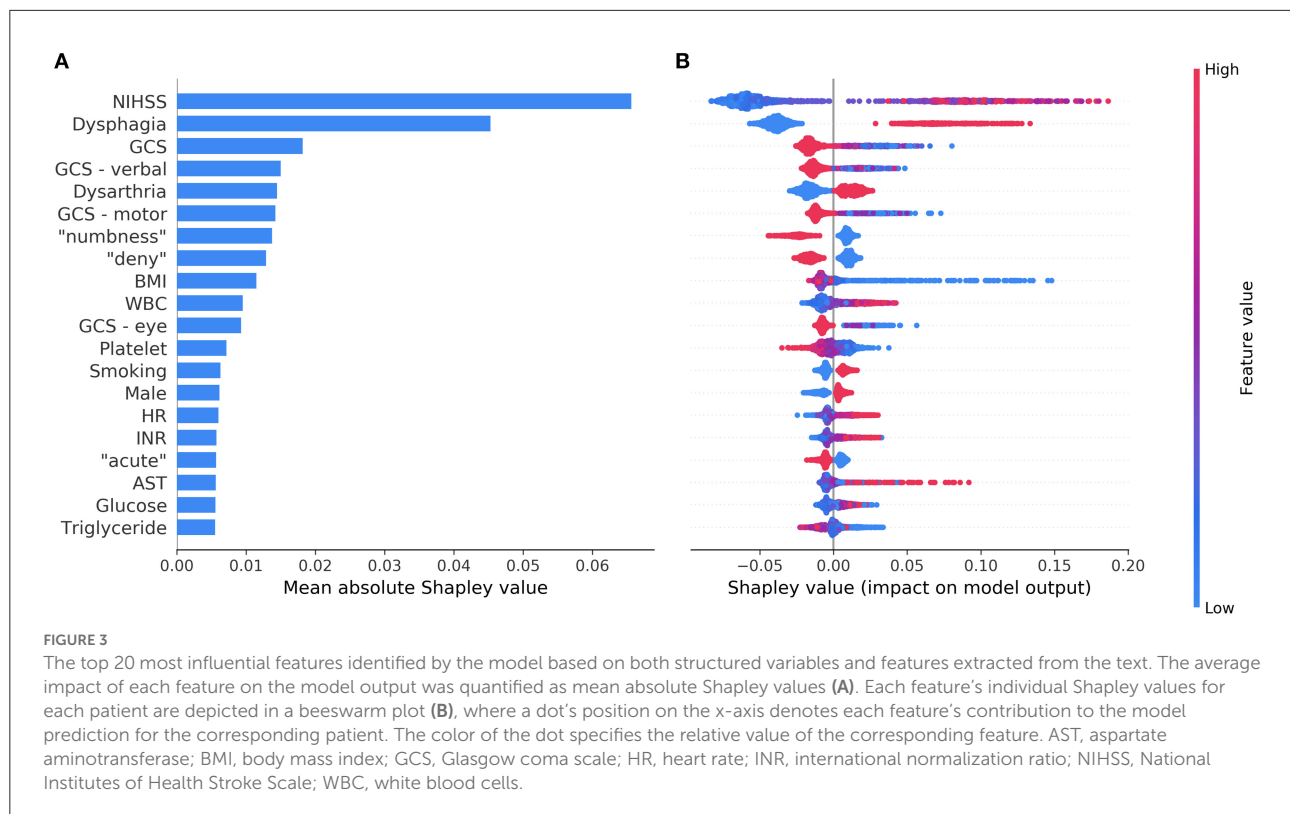 A
B
NIHSS
Dysphagia
GCS
GCS - verbal
Dysarthria
GCS - motor
"numbness"
"deny"
BMI
WBC
GCS - eye
Platelet
Smoking
Male
HR
INR
"acute"
AST
Glucose
Triglyceride
0.00 0.01 0.02 0.03 0.04 0.05 0.06
Mean absolute Shapley value
−0.05 0.00 0.05 0.10 0.15 0.20
Shapley value (impact on model output)
High
Feature value
Low
FIGURE 3
The top 20 most influential features identified by the model based on both structured variables and features extracted from the text. The average
impact of each feature on the model output was quantified as mean absolute Shapley values (A). Each feature's individual Shapley values for
each patient are depicted in a beeswarm plot (B), where a dot's position on the x-axis denotes each feature's contribution to the model
prediction for the corresponding patient. The color of the dot specifies the relative value of the corresponding feature. AST, aspartate
aminotransferase; BMI, body mass index; GCS, Glasgow coma scale; HR, heart rate; INR, international normalization ratio; NIHSS, National
Institutes of Health Stroke Scale; WBC, white blood cells.